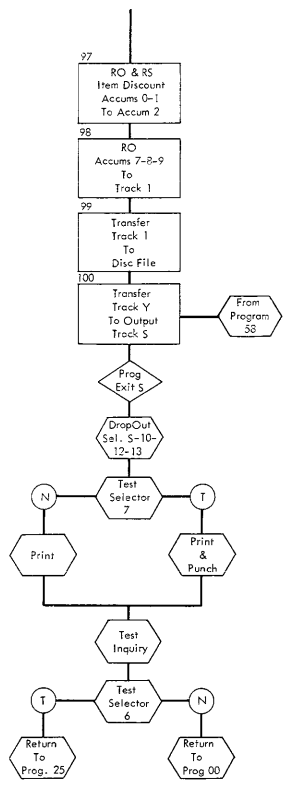 97
RO & RS
Item Discount
Accums 0-1
To Accum 2
98
RO
Accums 7-8-9
To
Track 1
99
Transfer
Track 1
To
Disc File
100
Transfer
Track Y
To Output
Track S
From
Program
53
Prog
Exit S
DropOut
Sel. S-10-
12-13
N
Test
Selector
7
T
Print
Print
&
Punch
Test
Inquiry
T
Test
Selector
6
N
Return
To
Prog. 25
Return
To
Prog 00